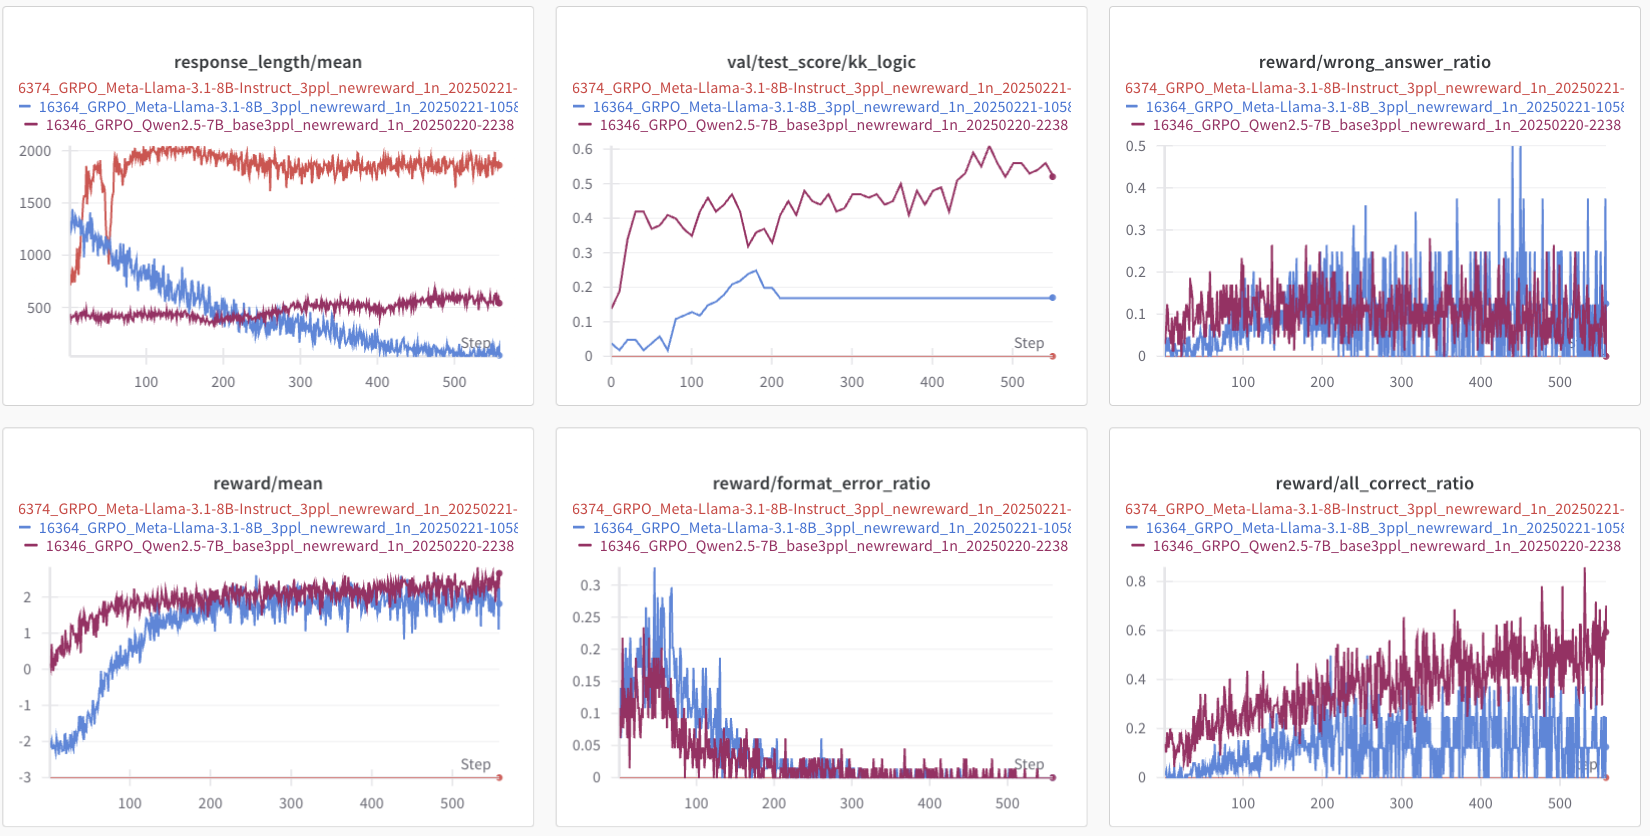 response_length/mean
6374_GRPO_Meta-Llama-3.1-8B-Instruct_3ppl_newreward_1n_20250221-
16364_GRPO_Meta-Llama-3.1-8B_3ppl_newreward_1n_20250221-1058
16346_GRPO_Qwen2.5-7B_base3ppl_newreward_1n_20250220-2238
2000
1500
1000
500
Step
100 200 300 400 500
val/test_score/kk_logic
6374_GRPO_Meta-Llama-3.1-8B-Instruct_3ppl_newreward_1n_20250221-
16364_GRPO_Meta-Llama-3.1-8B_3ppl_newreward_1n_20250221-1058
16346_GRPO_Qwen2.5-7B_base3ppl_newreward_1n_20250220-2238
0.6
0.5
0.4
0.3
0.2
0.1
Step
0
0 100 200 300 400 500
reward/wrong_answer_ratio
6374_GRPO_Meta-Llama-3.1-8B-Instruct_3ppl_newreward_1n_20250221-
16364_GRPO_Meta-Llama-3.1-8B_3ppl_newreward_1n_20250221-1058
16346_GRPO_Qwen2.5-7B_base3ppl_newreward_1n_20250220-2238
0.5
0.4
0.3
0.2
0.1
0
100 200 300 400 500
reward/mean
6374_GRPO_Meta-Llama-3.1-8B-Instruct_3ppl_newreward_1n_20250221-
16364_GRPO_Meta-Llama-3.1-8B_3ppl_newreward_1n_20250221-1058
16346_GRPO_Qwen2.5-7B_base3ppl_newreward_1n_20250220-2238
2
1
0
-1
-2
Step
-3
100 200 300 400 500
reward/format_error_ratio
6374_GRPO_Meta-Llama-3.1-8B-Instruct_3ppl_newreward_1n_20250221-
16364_GRPO_Meta-Llama-3.1-8B_3ppl_newreward_1n_20250221-1058
16346_GRPO_Qwen2.5-7B_base3ppl_newreward_1n_20250220-2238
0.3
0.25
0.2
0.15
0.1
0.05
Step
0
100 200 300 400 500
reward/all_correct_ratio
6374_GRPO_Meta-Llama-3.1-8B-Instruct_3ppl_newreward_1n_20250221-
16364_GRPO_Meta-Llama-3.1-8B_3ppl_newreward_1n_20250221-1058
16346_GRPO_Qwen2.5-7B_base3ppl_newreward_1n_20250220-2238
0.8
0.6
0.4
0.2
0
100 200 300 400 500